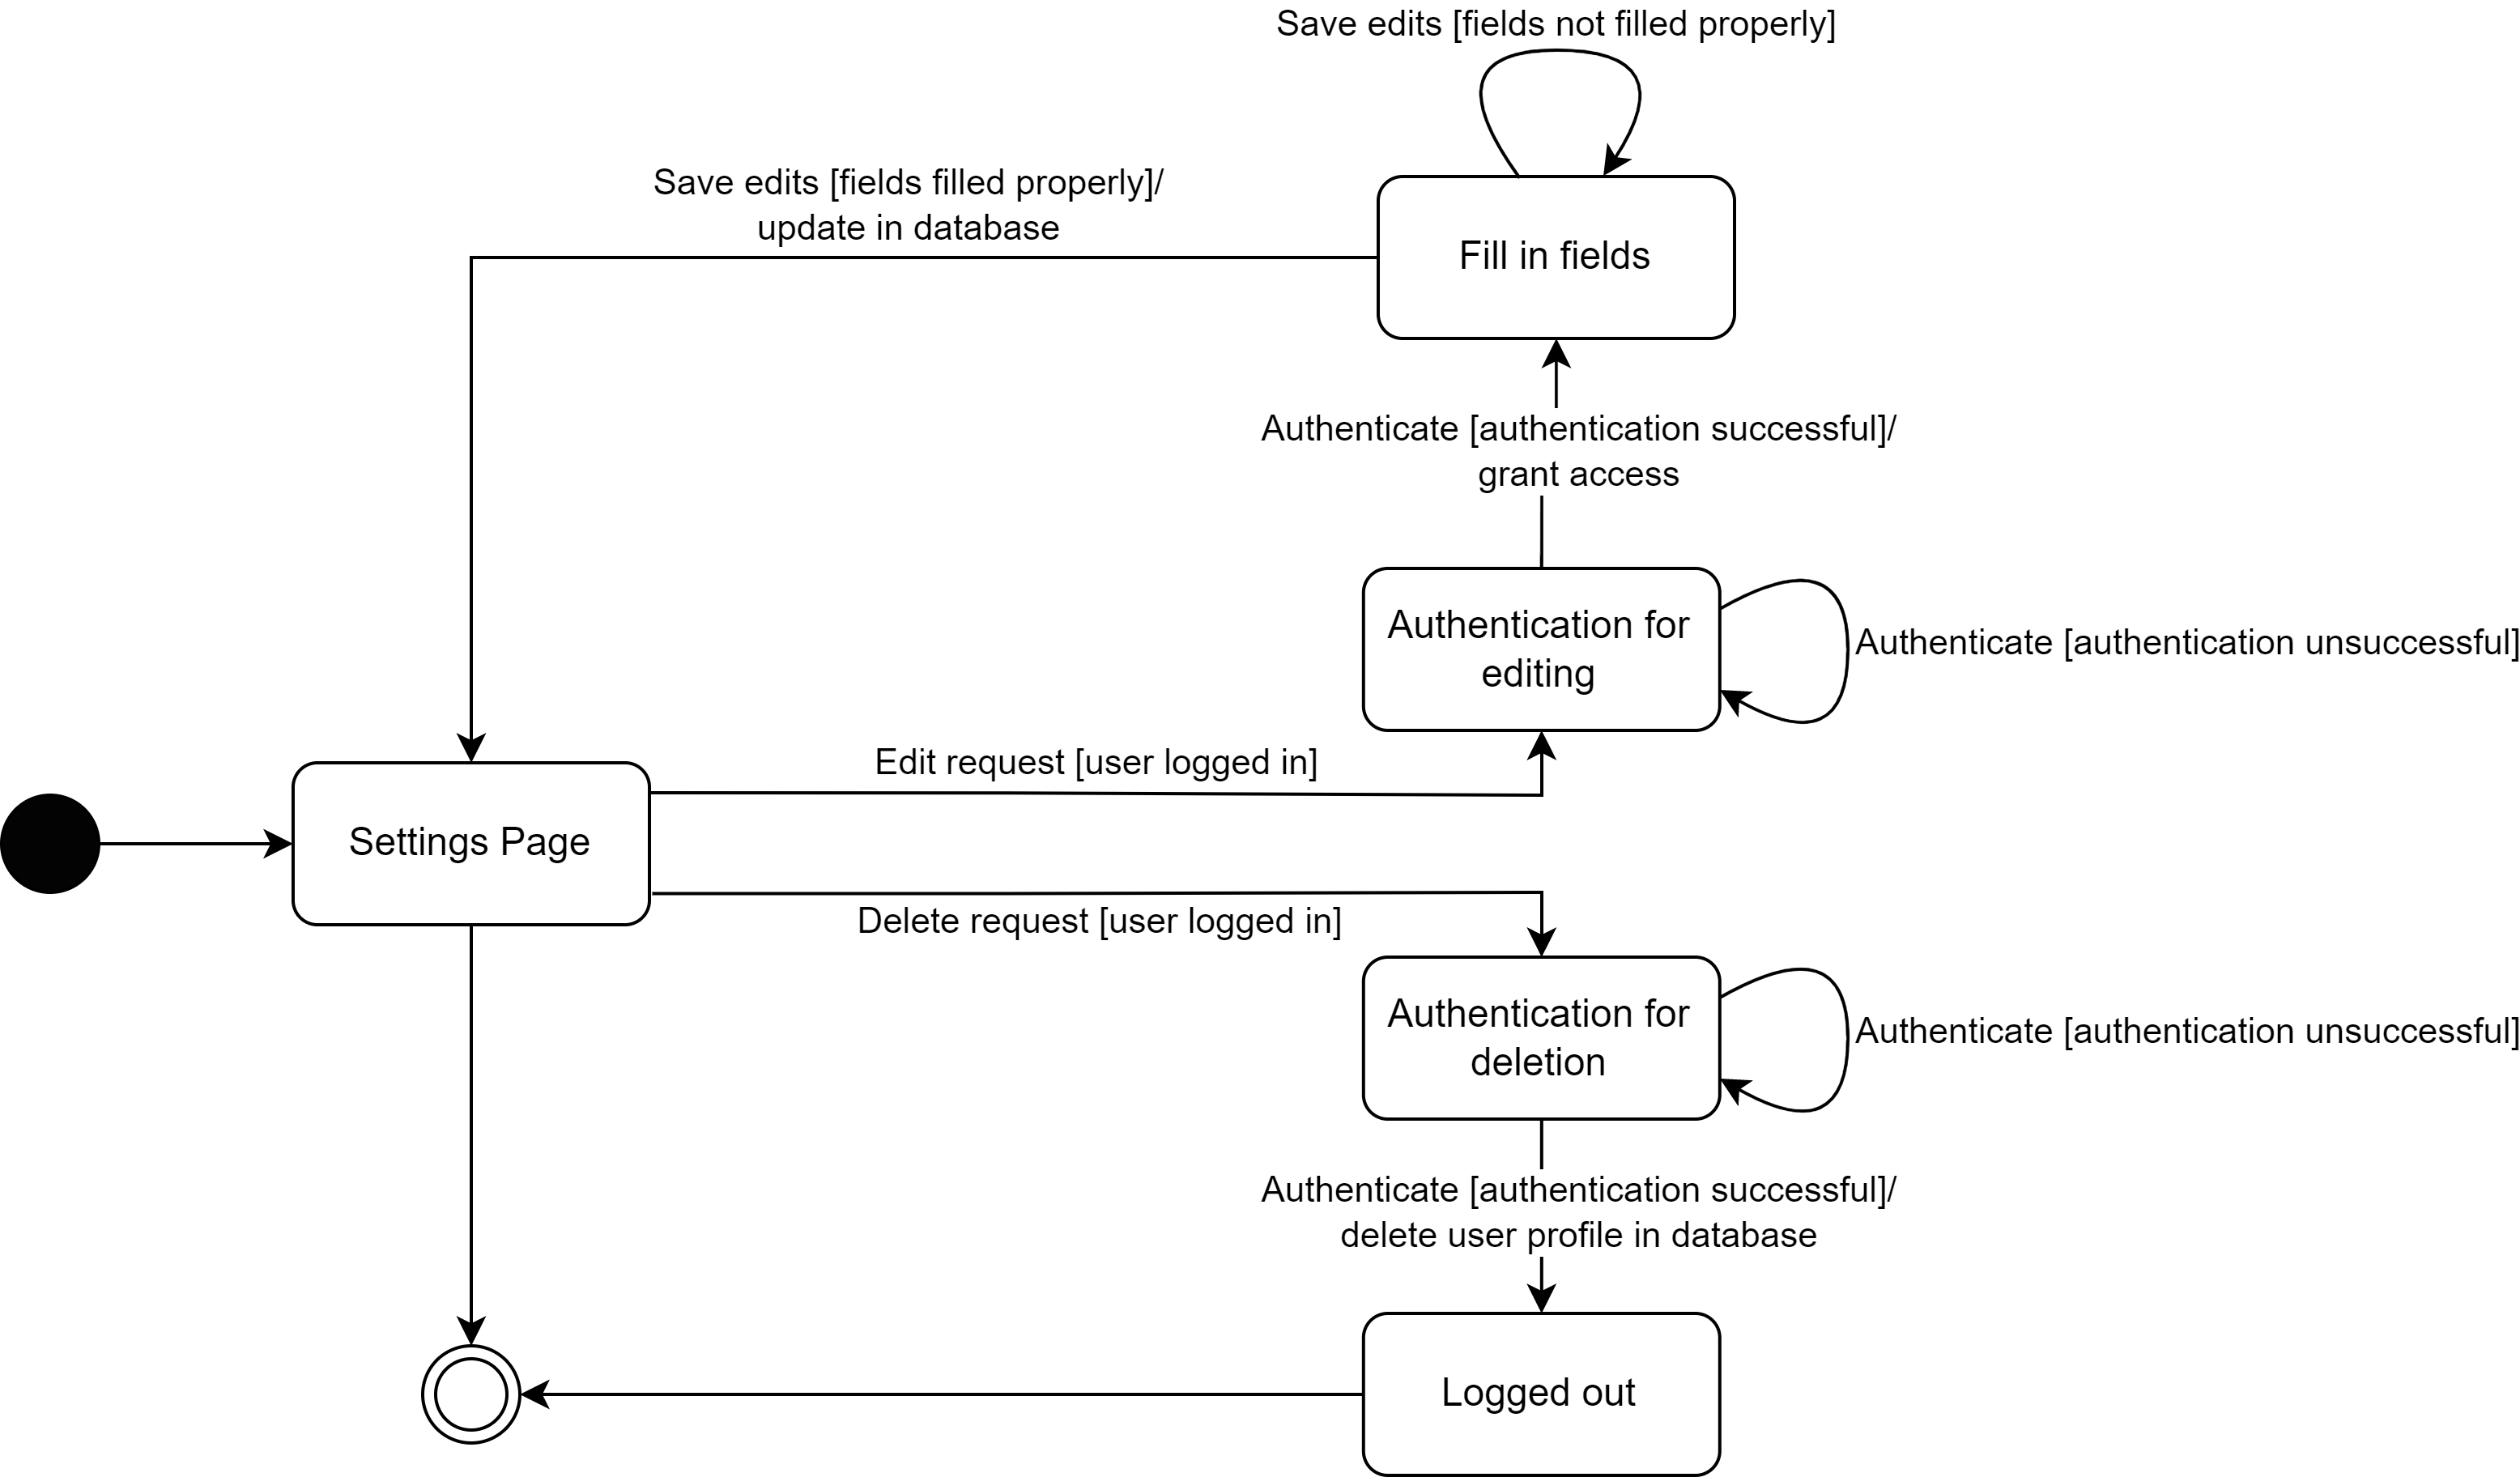 Save edits [fields not filled properly]
Save edits [fields filled properly]/
update in database
Fill in fields
Authenticate [authentication successful]/
grant access
Authentication for
editing
Authenticate [authentication unsuccessful]
Edit request [user logged in]
Settings Page
Delete request [user logged in]
Authentication for
deletion
Authenticate [authentication unsuccessful]
Authenticate [authentication successful]/
delete user profile in database
Logged out